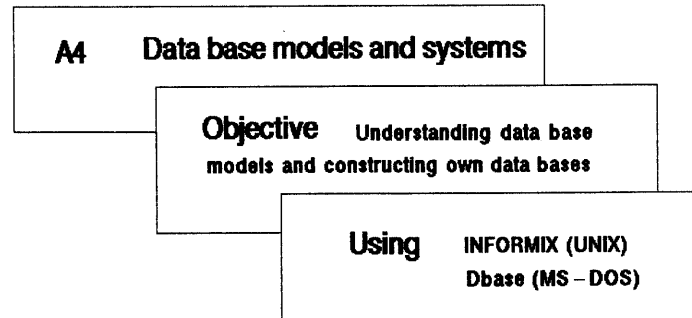 A4 Data base models and systems
Objective Understanding data base
models and constructing own data bases
Using INFORMIX (UNIX)
Dbase (MS-DOS)